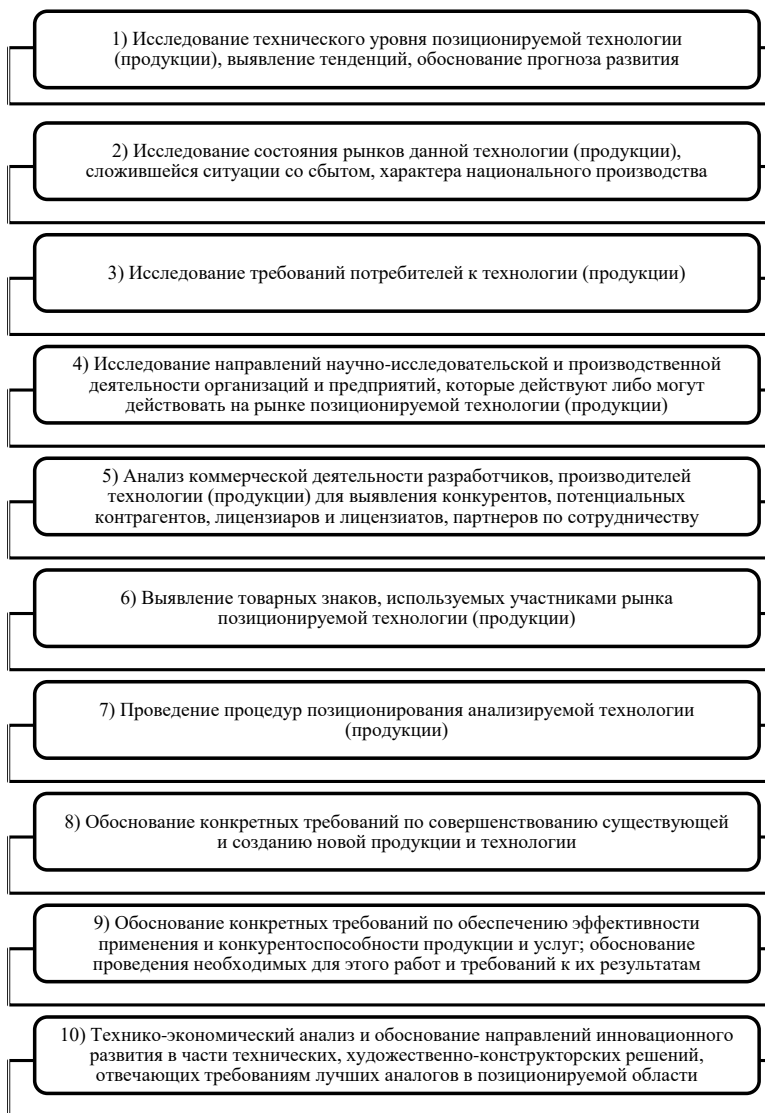 1) Исследование технического уровня позиционируемой технологии
(продукции), выявление тенденций, обоснование прогноза развития
2) Исследование состояния рынков данной технологии (продукции),
сложившейся ситуации со сбытом, характера национального производства
3) Исследование требований потребителей к технологии (продукции)
4) Исследование направлений научно-исследовательской и производственной
деятельности организаций и предприятий, которые действуют либо могут
действовать на рынке позиционируемой технологии (продукции)
5) Анализ коммерческой деятельности разработчиков, производителей
технологии (продукции) для выявления конкурентов, потенциальных
контрагентов, лицензиаров и лицензиатов, партнеров по сотрудничеству
6) Выявление товарных знаков, используемых участниками рынка
позиционируемой технологии (продукции)
7) Проведение процедур позиционирования анализируемой технологии
(продукции)
8) Обоснование конкретных требований по совершенствованию существующей
и созданию новой продукции и технологии
9) Обоснование конкретных требований по обеспечению эффективности
применения и конкурентоспособности продукции и услуг; обоснование
проведения необходимых для этого работ и требований к их результатам
10) Технико-экономический анализ и обоснование направлений инновационного
развития в части технических, художественно-конструкторских решений,
отвечающих требованиям лучших аналогов в позиционируемой области